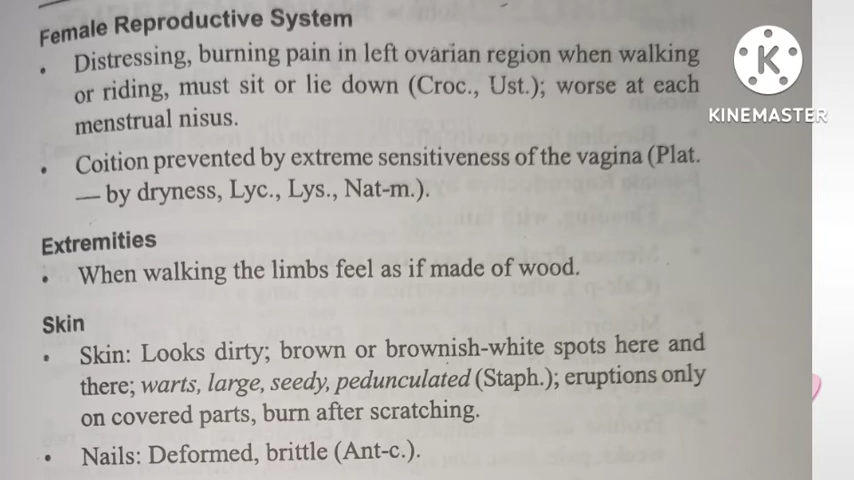 Female Reproductive System
• Distressing, burning pain in left ovarian region when walking
or riding, must sit or lie down (Croc., Ust.); worse at each
menstrual nisus.
• Coition prevented by extreme sensitiveness of the vagina (Plat.
— by dryness, Lyc., Lys., Nat-m.).
Extremities
• When walking the limbs feel as if made of wood.
Skin
• Skin: Looks dirty; brown or brownish-white spots here and
there; warts, large, seedy, pedunculated (Staph.); eruptions only
on covered parts, burn after scratching.
• Nails: Deformed, brittle (Ant-c.).
K
KINEMASTER